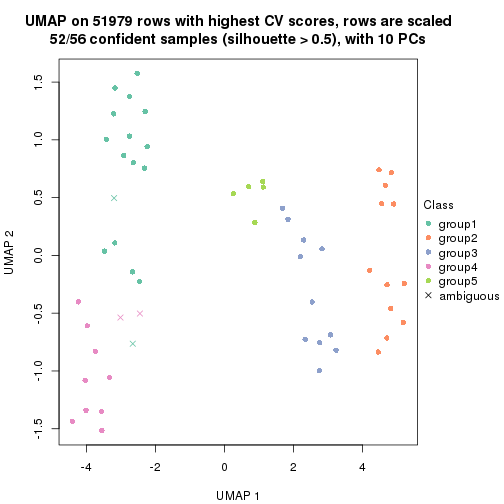 UMAP on 51979 rows with highest CV scores, rows are scaled
52/56 confident samples (silhouette > 0.5), with 10 PCs
1.5
1.0
0.5
0.0
-0.5
-1.0
-1.5
UMAP 2
-4 -2 0 2 4
UMAP 1
Class
group1
group2
group3
group4
group5
ambiguous